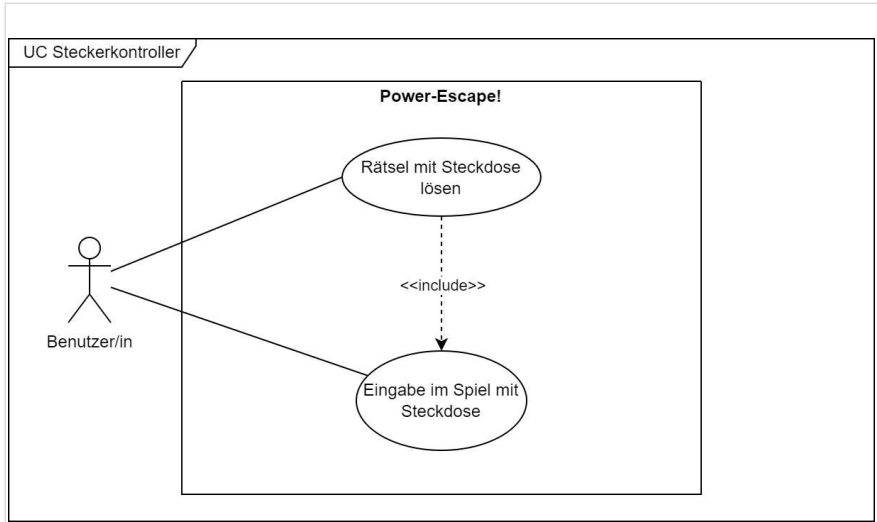 UC Steckerkontroller
Power-Escape!
Rätsel mit Steckdose
lösen
<<include>>
Benutzer/in
Eingabe im Spiel mit
Steckdose